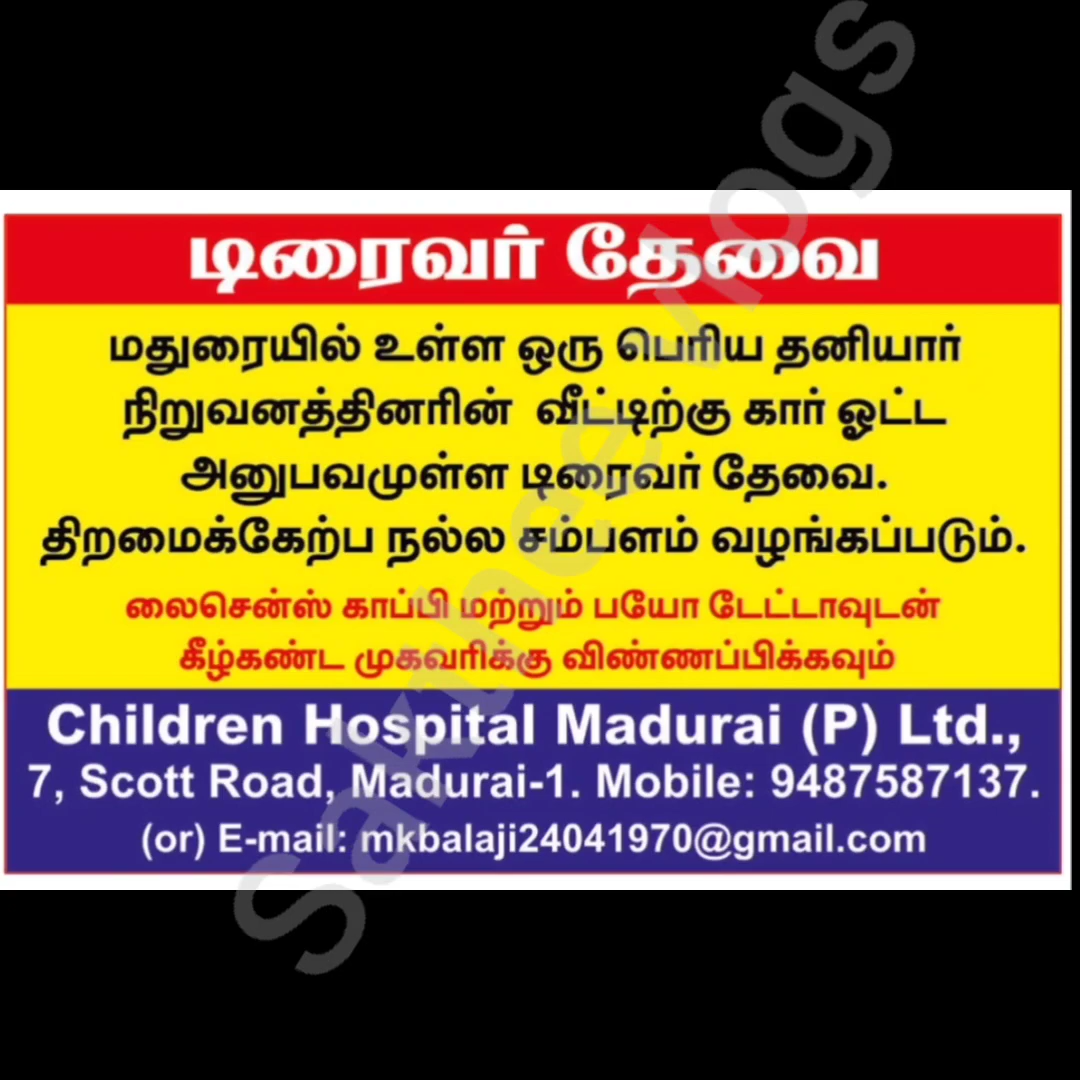 டிரைவர் தேவை
மதுரையில் உள்ள ஒரு பெரிய தனியார்
நிறுவனத்தினரின் வீட்டிற்கு கார் ஓட்ட
அனுபவமுள்ள டிரைவர் தேவை.
திறமைக்கேற்ப நல்ல சம்பளம் வழங்கப்படும்.
லைசென்ஸ் காப்பி மற்றும் பயோ டேட்டாவுடன்
கீழ்கண்ட முகவரிக்கு விண்ணப்பிக்கவும்
Children Hospital Madurai (P) Ltd.,
7, Scott Road, Madurai-1. Mobile: 9487587137.
(or) E-mail: mkbalaji24041970@gmail.com
Sakthee vlogs